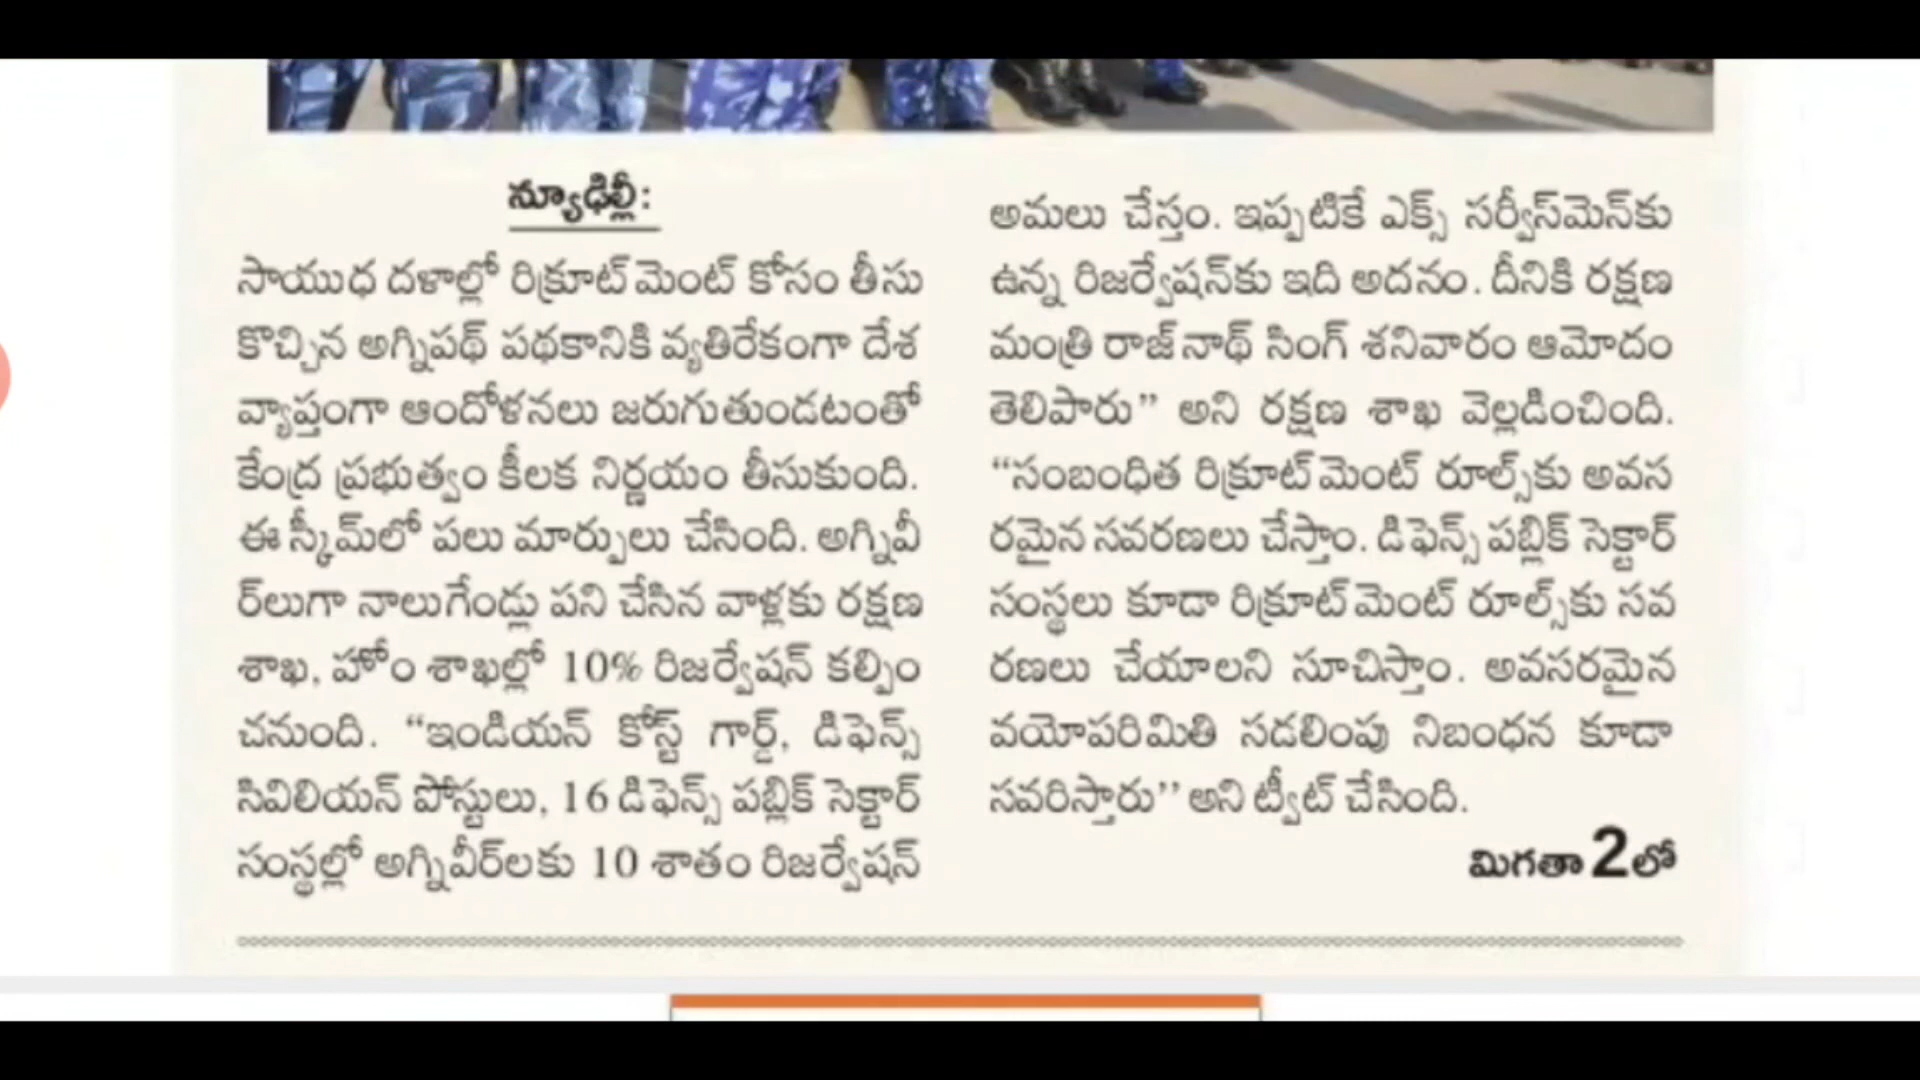 న్యూఢిల్లీ:
సాయుధ దళాల్లో రిక్రూట్‌మెంట్ కోసం తీసు
కొచ్చిన అగ్నిపథ్ పథకానికి వ్యతిరేకంగా దేశ
వ్యాప్తంగా ఆందోళనలు జరుగుతుండటంతో
కేంద్ర ప్రభుత్వం కీలక నిర్ణయం తీసుకుంది.
ఈ స్కీమ్‌లో పలు మార్పులు చేసింది. అగ్నివీ
ర్‌లుగా నాలుగేండ్లు పని చేసిన వాళ్లకు రక్షణ
శాఖ, హోం శాఖల్లో 10% రిజర్వేషన్ కల్పిం
చనుంది. “ఇండియన్ కోస్ట్ గార్డ్, డిఫెన్స్
సివిలియన్ పోస్టులు, 16 డిఫెన్స్ పబ్లిక్ సెక్టార్
సంస్థల్లో అగ్నివీర్‌లకు 10 శాతం రిజర్వేషన్
అమలు చేస్తం. ఇప్పటికే ఎక్స్ సర్వీస్‌మెన్‌కు
ఉన్న రిజర్వేషన్‌కు ఇది అదనం. దీనికి రక్షణ
మంత్రి రాజ్‌నాథ్ సింగ్ శనివారం ఆమోదం
తెలిపారు” అని రక్షణ శాఖ వెల్లడించింది.
“సంబంధిత రిక్రూట్‌మెంట్ రూల్స్‌కు అవస
రమైన సవరణలు చేస్తాం. డిఫెన్స్ పబ్లిక్ సెక్టార్
సంస్థలు కూడా రిక్రూట్‌మెంట్ రూల్స్‌కు సవ
రణలు చేయాలని సూచిస్తాం. అవసరమైన
వయోపరిమితి సడలింపు నిబంధన కూడా
సవరిస్తారు’’ అని ట్వీట్ చేసింది.
మిగతా 2లో